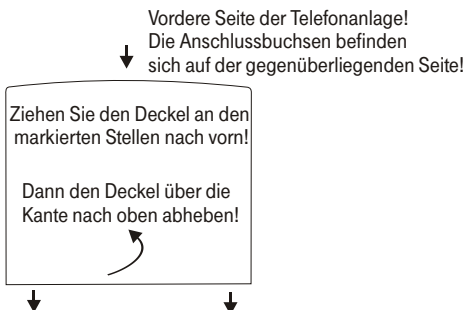 Vordere Seite der Telefonanlage!
Die Anschlussbuchsen befinden
sich auf der gegenüberliegenden Seite!
Ziehen Sie den Deckel an den
markierten Stellen nach vorn!
Dann den Deckel über die
Kante nach oben abheben!